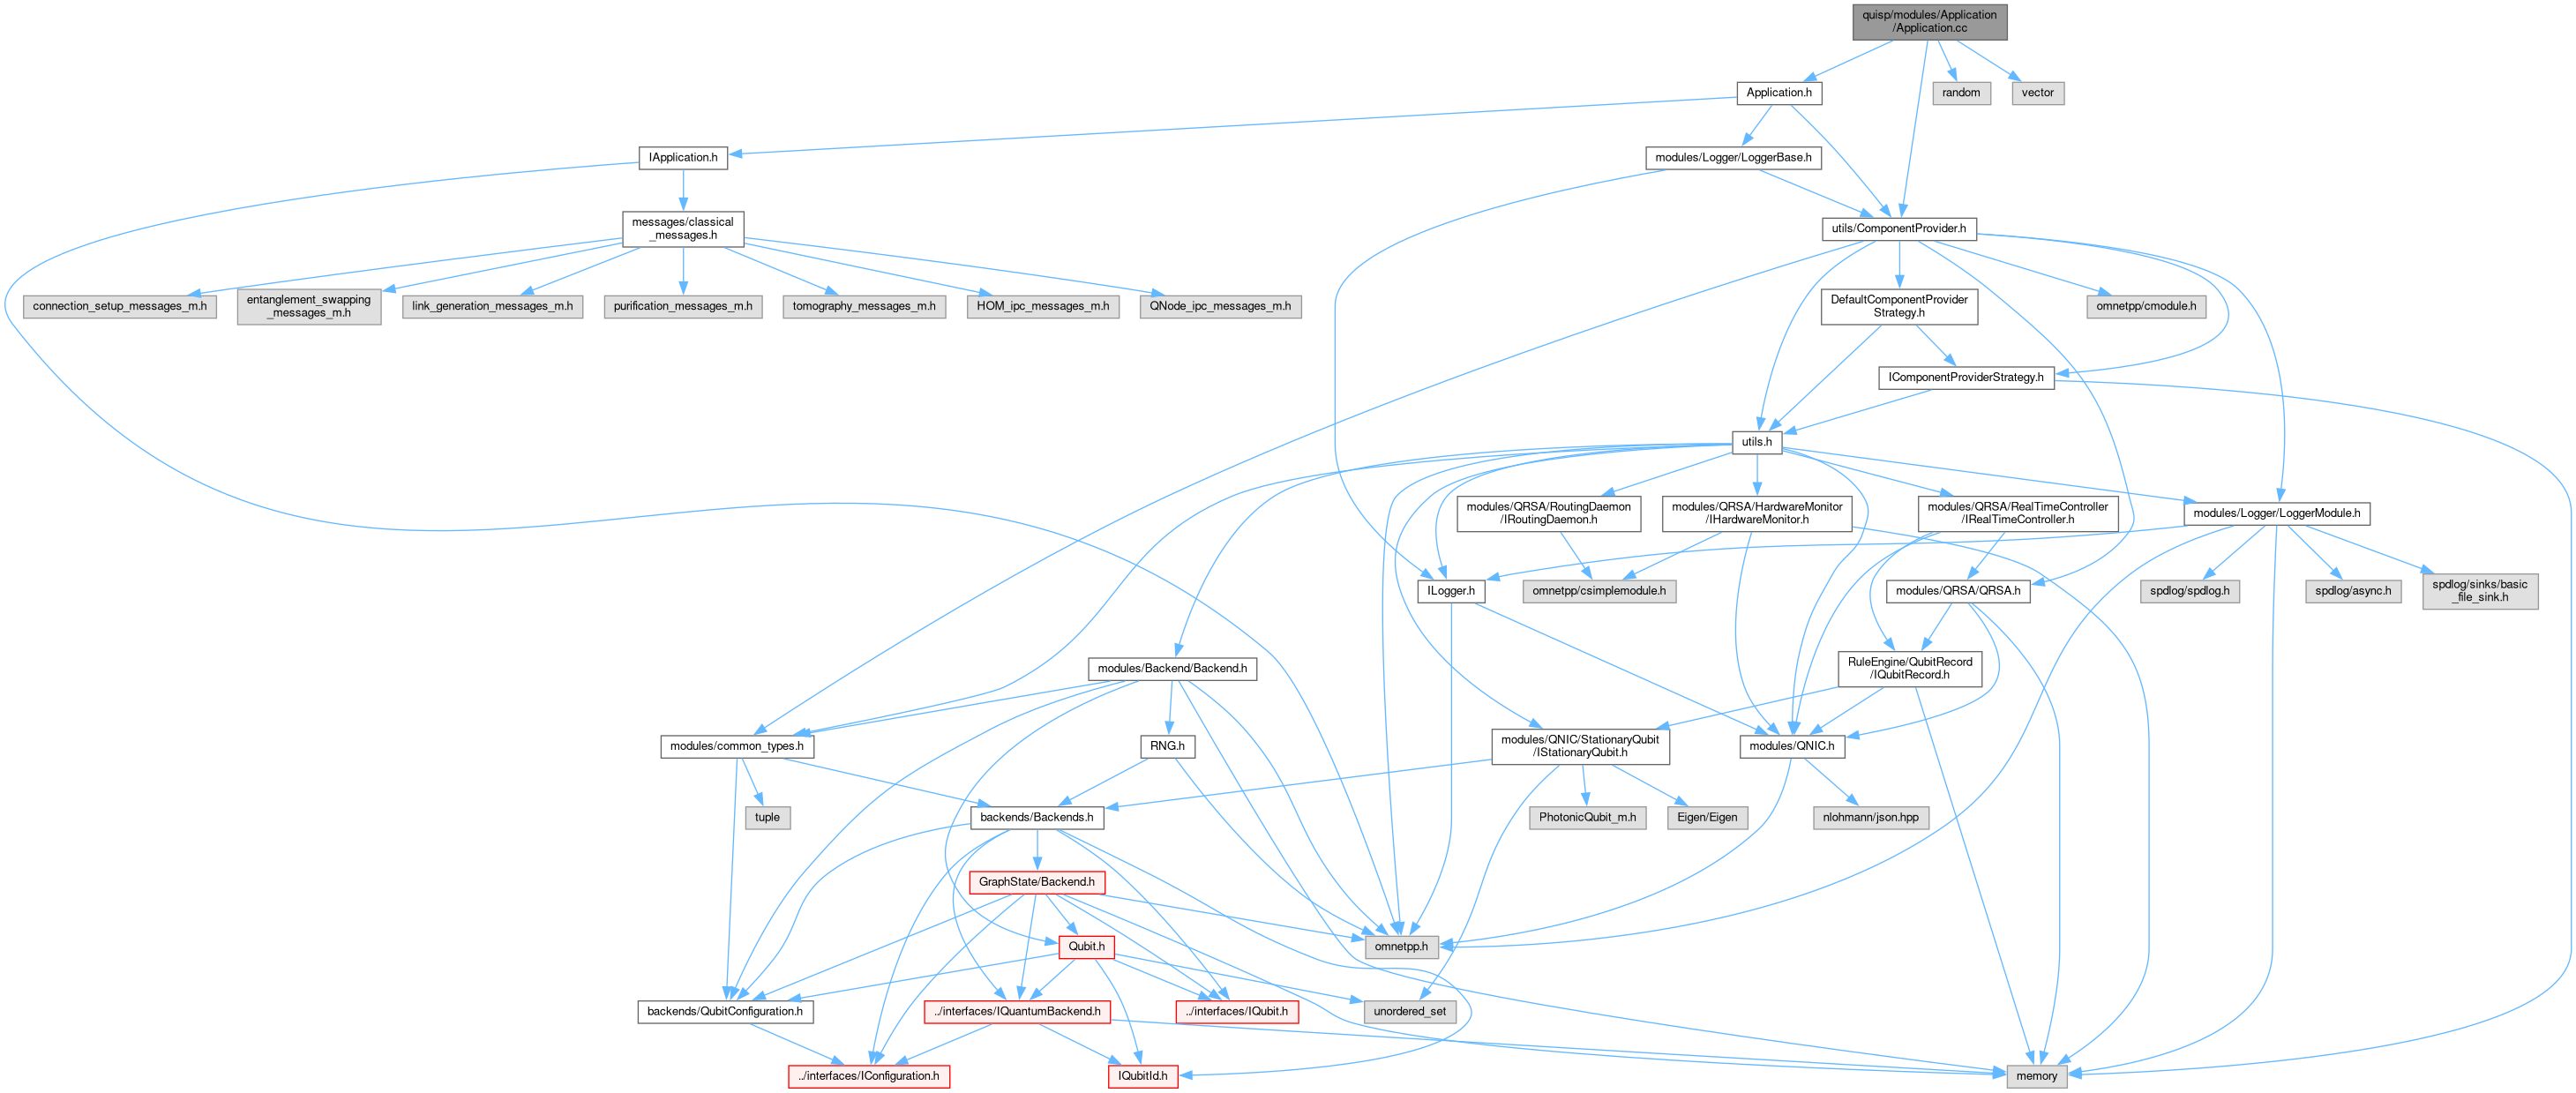 quisp/modules/Application
/Application.cc
Application.h
random
vector
IApplication.h
modules/Logger/LoggerBase.h
messages/classical
_messages.h
utils/ComponentProvider.h
connection_setup_messages_m.h
entanglement_swapping
_messages_m.h
link_generation_messages_m.h
purification_messages_m.h
tomography_messages_m.h
HOM_ipc_messages_m.h
QNode_ipc_messages_m.h
DefaultComponentProvider
Strategy.h
omnetpp/cmodule.h
IComponentProviderStrategy.h
utils.h
modules/QRSA/RoutingDaemon
/IRoutingDaemon.h
modules/QRSA/HardwareMonitor
/IHardwareMonitor.h
modules/QRSA/RealTimeController
/IRealTimeController.h
modules/Logger/LoggerModule.h
ILogger.h
omnetpp/csimplemodule.h
modules/QRSA/QRSA.h
spdlog/spdlog.h
spdlog/async.h
spdlog/sinks/basic
_file_sink.h
modules/Backend/Backend.h
RuleEngine/QubitRecord
/IQubitRecord.h
modules/common_types.h
RNG.h
modules/QNIC/StationaryQubit
/IStationaryQubit.h
modules/QNIC.h
tuple
backends/Backends.h
PhotonicQubit_m.h
Eigen/Eigen
nlohmann/json.hpp
GraphState/Backend.h
Qubit.h
omnetpp.h
backends/QubitConfiguration.h
../interfaces/IQuantumBackend.h
../interfaces/IQubit.h
unordered_set
../interfaces/IConfiguration.h
IQubitId.h
memory